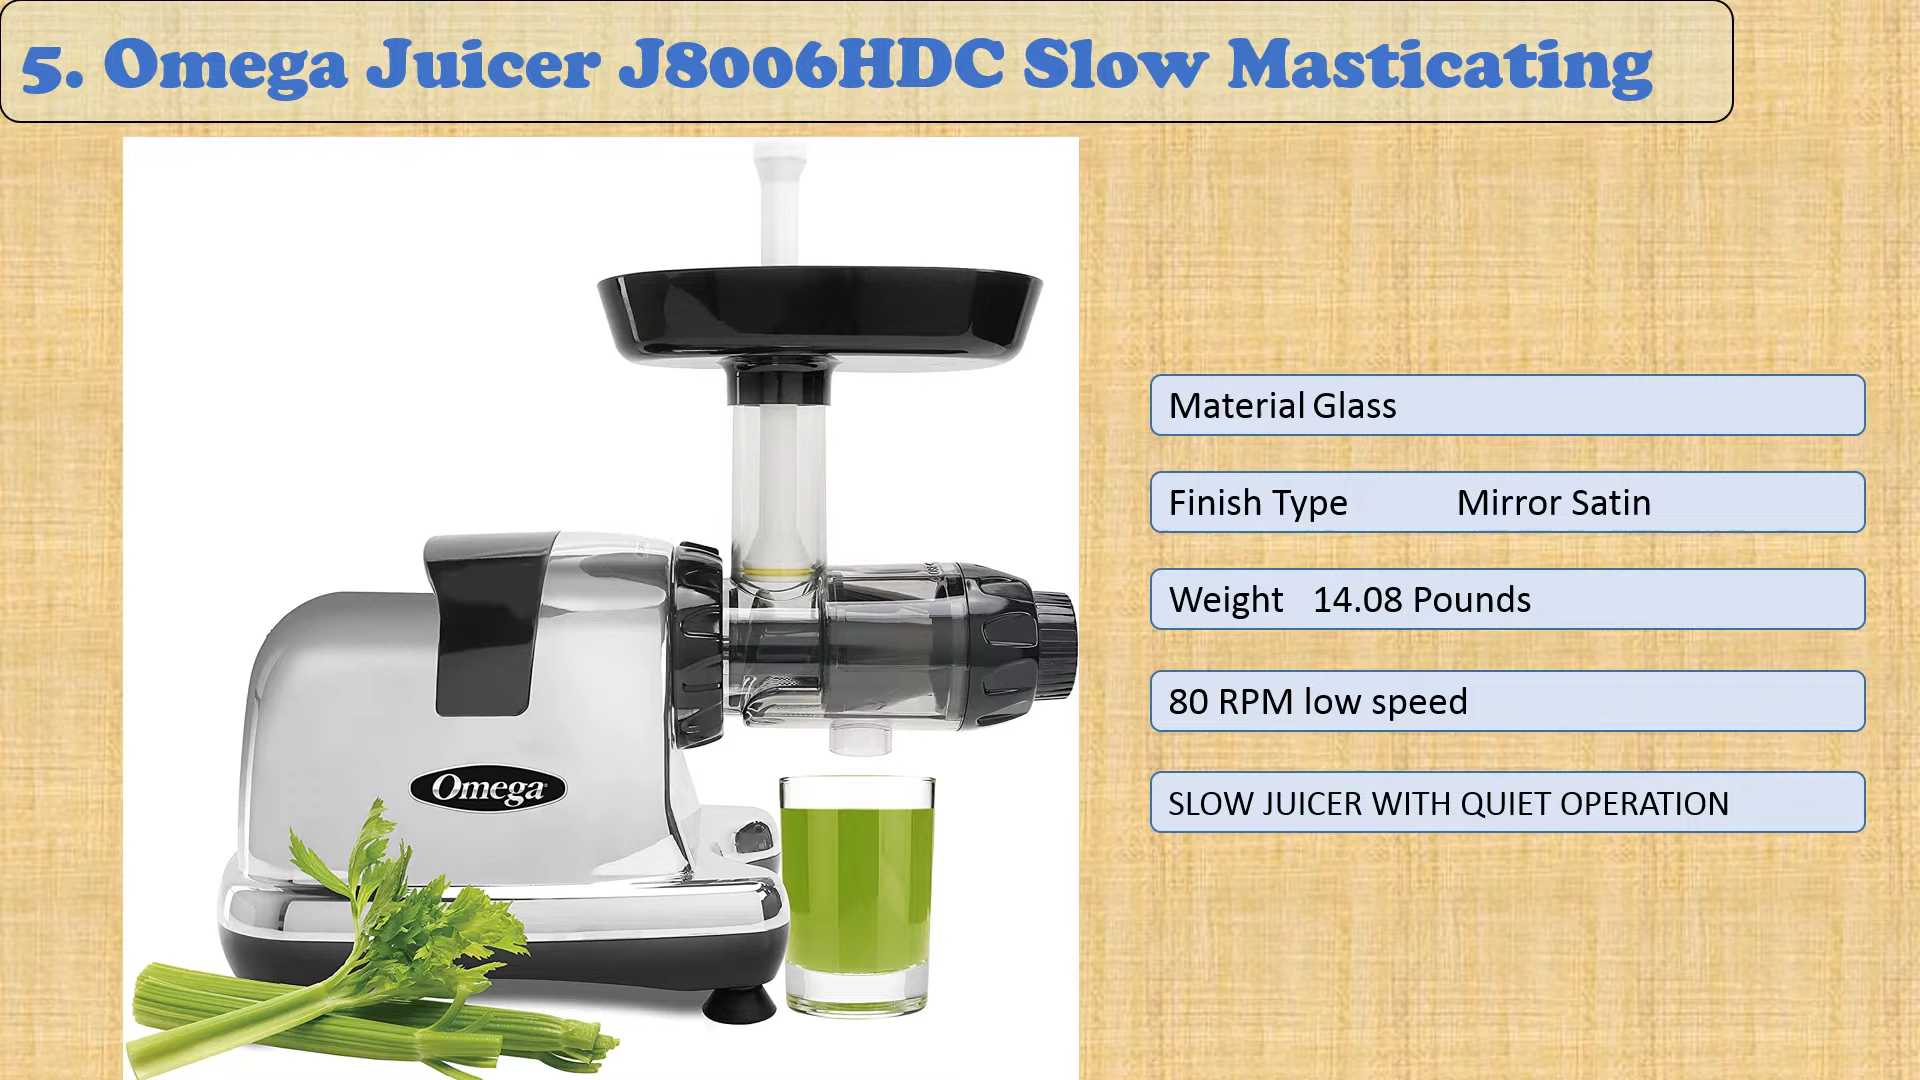 5. Omega Juicer J8006HDC Slow Masticating
Material Glass
Finish Type Mirror Satin
Weight 14.08 Pounds
80 RPM low speed
SLOW JUICER WITH QUIET OPERATION
Omega